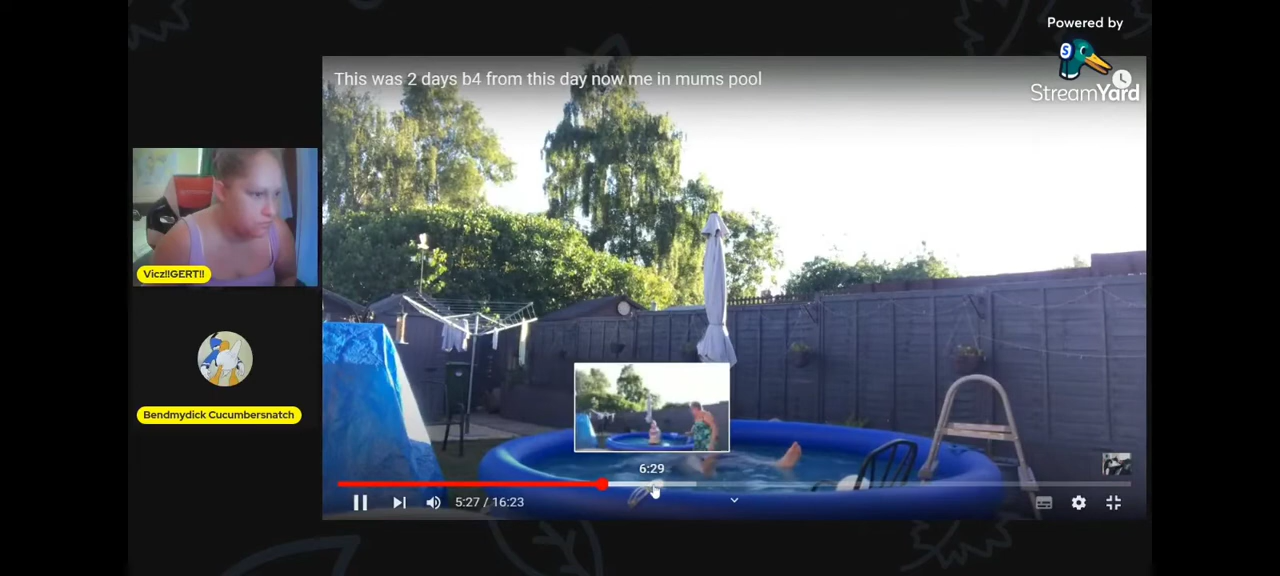 Powered by
StreamYard
This was 2 days b4 from this day now me in mums pool
Vicz!!GERT!!
Bendmydick Cucumbersnatch
6:29
5:27 / 16:23